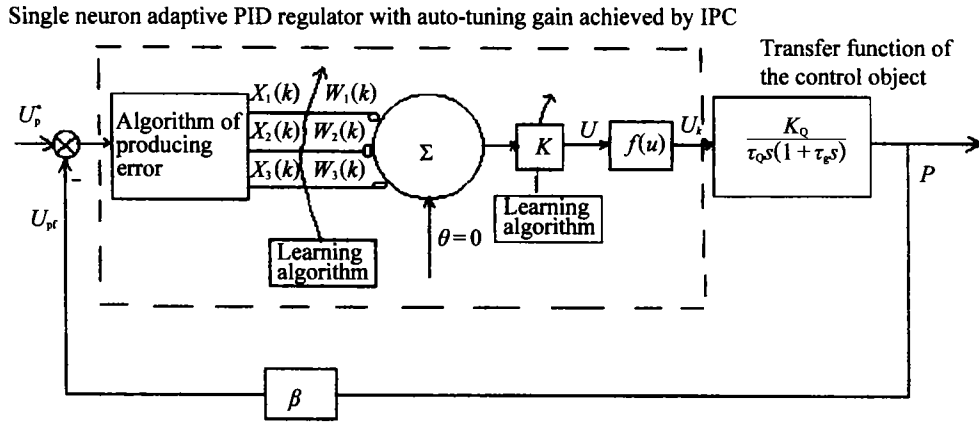 Single neuron adaptive PID regulator with auto-tuning gain achieved by IPC
Transfer function of
the control object
U*p
Algorithm of
producing
error
X1(k) W1(k)
X2(k) W2(k)
X3(k) W3(k)
Σ
K
U
f(u)
Uk
KQ
τQs(1+τgs)
P
−
Upf
θ=0
Learning
algorithm
Learning
algorithm
β